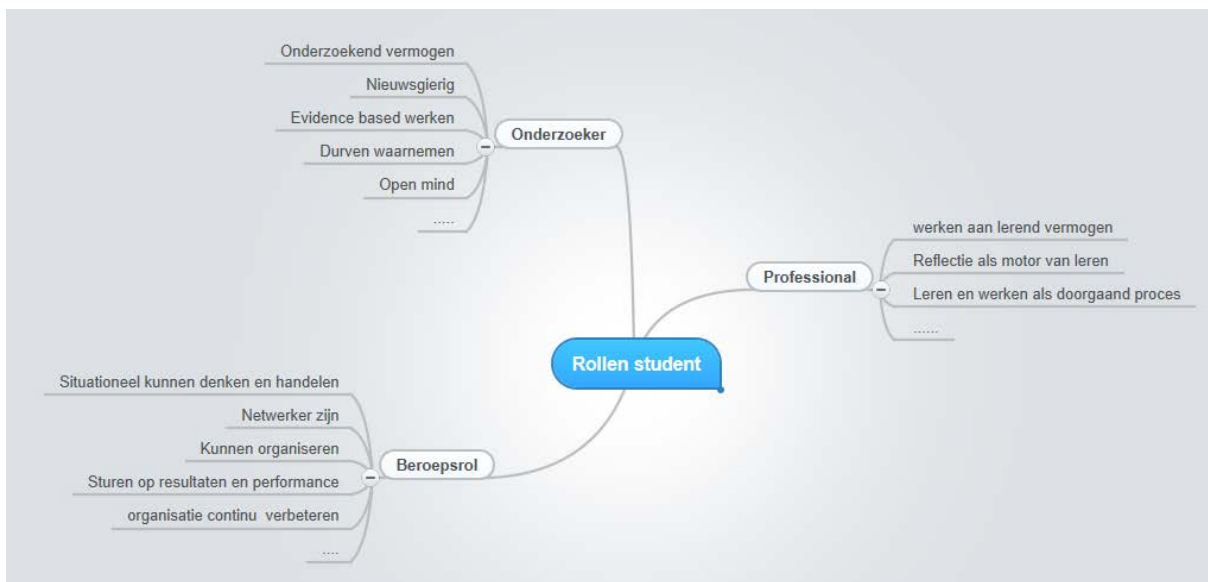 Onderzoekend vermogen
Nieuwsgierig
Evidence based werken
Durven waarnemen
Open mind
.....
Onderzoeker
werken aan lerend vermogen
Reflectie als motor van leren
Leren en werken als doorgaand proces
......
Professional
Rollen student
Situationeel kunnen denken en handelen
Netwerker zijn
Kunnen organiseren
Sturen op resultaten en performance
organisatie continu  verbeteren
....
Beroepsrol